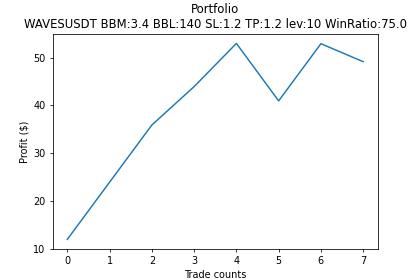 Portfolio
WAVESUSDT BBM:3.4 BBL:140 SL:1.2 TP:1.2 lev:10 WinRatio:75.0
Profit ($)
50
40
30
20
10
0 1 2 3 4 5 6 7
Trade counts